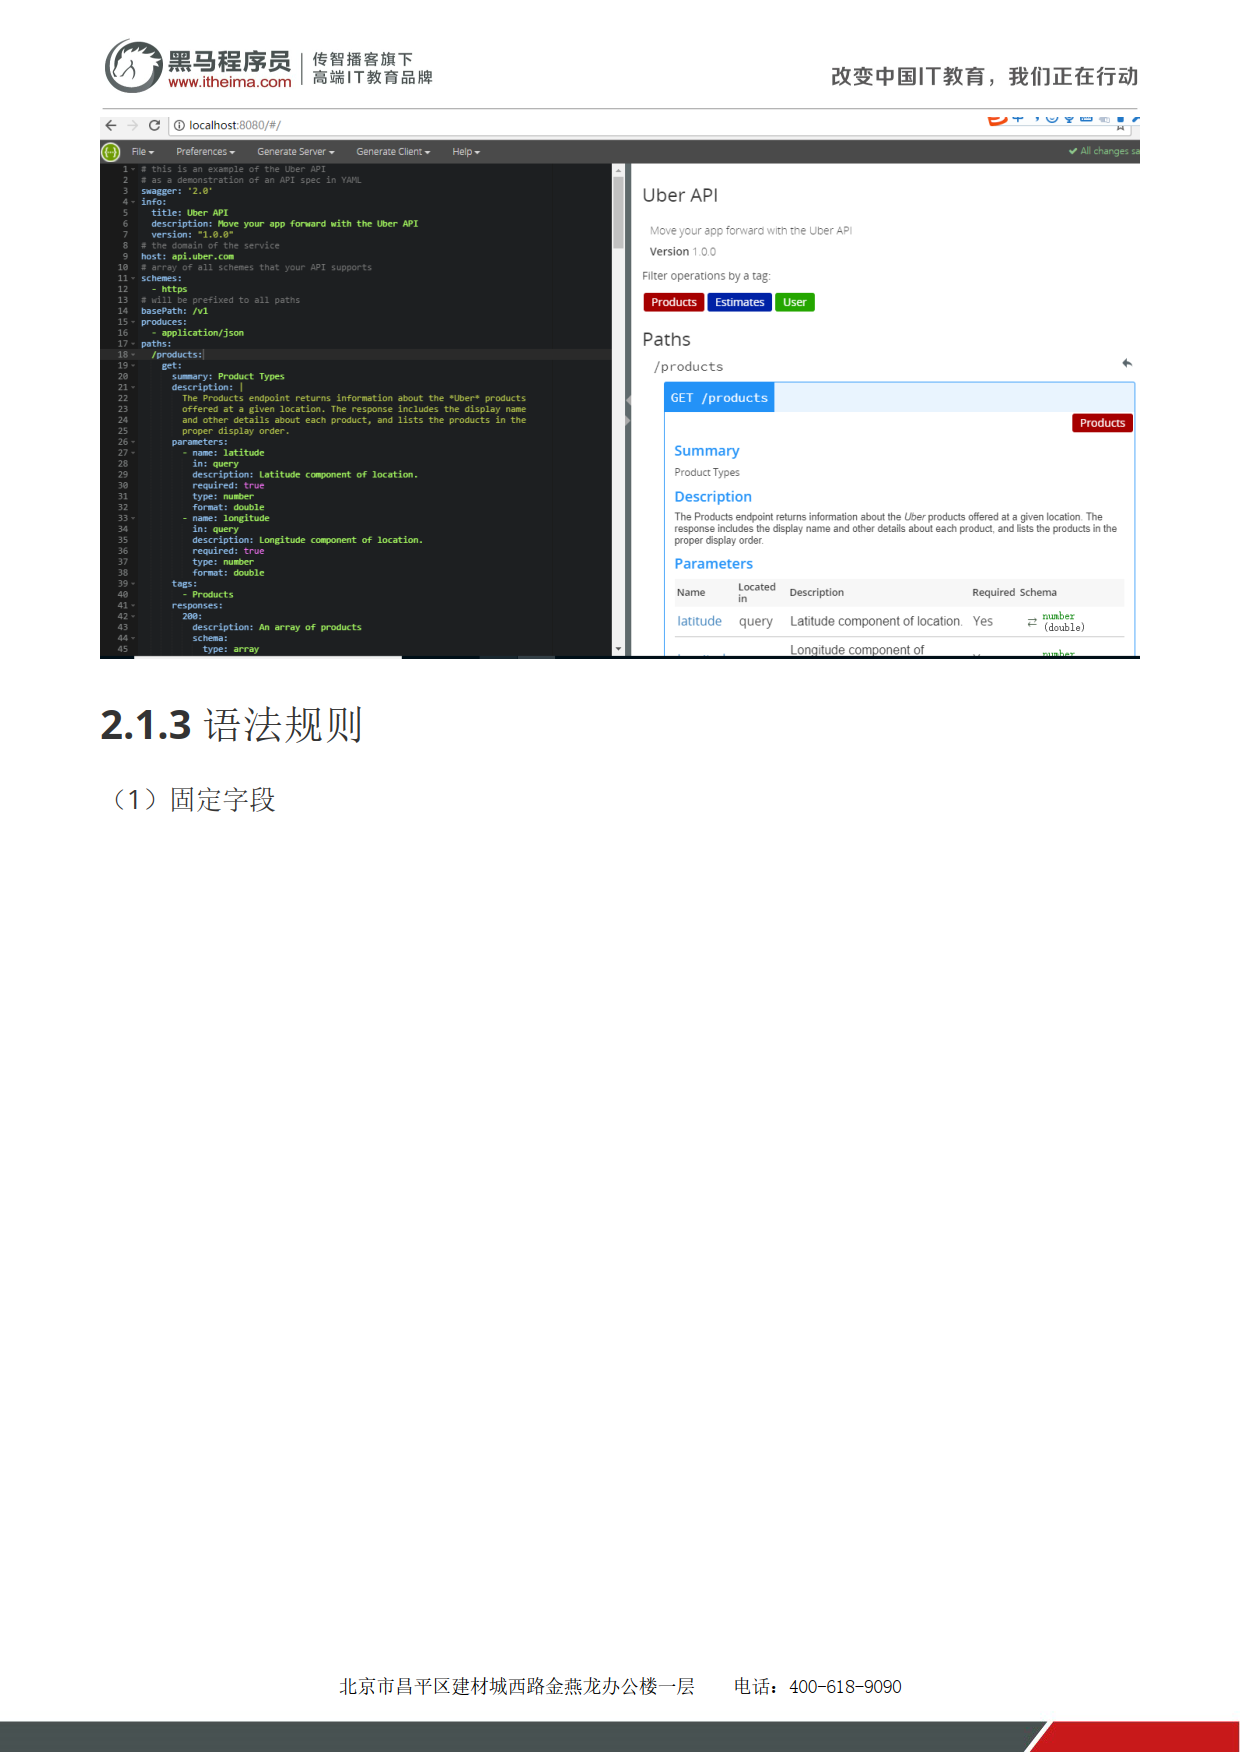 黑马程序员
www.itheima.com
传智播客旗下
高端IT教育品牌
改变中国IT教育，我们正在行动
localhost:8080/#/
File Preferences Generate Server Generate Client Help
All changes sa
1 # this is an example of the Uber API
2 # as a demonstration of an API spec in YAML
3 swagger: '2.0'
4 info:
5 title: Uber API
6 description: Move your app forward with the Uber API
7 version: "1.0.0"
8 # the domain of the service
9 host: api.uber.com
10 # array of all schemes that your API supports
11 schemes:
12 - https
13 # will be prefixed to all paths
14 basePath: /v1
15 produces:
16 - application/json
17 paths:
18 /products:
19 get:
20 summary: Product Types
21 description: |
22 The Products endpoint returns information about the *Uber* products
23 offered at a given location. The response includes the display name
24 and other details about each product, and lists the products in the
25 proper display order.
26 parameters:
27 - name: latitude
28 in: query
29 description: Latitude component of location.
30 required: true
31 type: number
32 format: double
33 - name: longitude
34 in: query
35 description: Longitude component of location.
36 required: true
37 type: number
38 format: double
39 tags:
40 - Products
41 responses:
42 200:
43 description: An array of products
44 schema:
45 type: array
Uber API
Move your app forward with the Uber API
Version 1.0.0
Filter operations by a tag:
Products Estimates User
Paths
/products
GET /products
Products
Summary
Product Types
Description
The Products endpoint returns information about the Uber products offered at a given location. The
response includes the display name and other details about each product, and lists the products in the
proper display order.
Parameters
Name Located in Description Required Schema
latitude query Latitude component of location. Yes number (double)
Longitude component of
number
2.1.3 语法规则
（1）固定字段
北京市昌平区建材城西路金燕龙办公楼一层 电话：400-618-9090